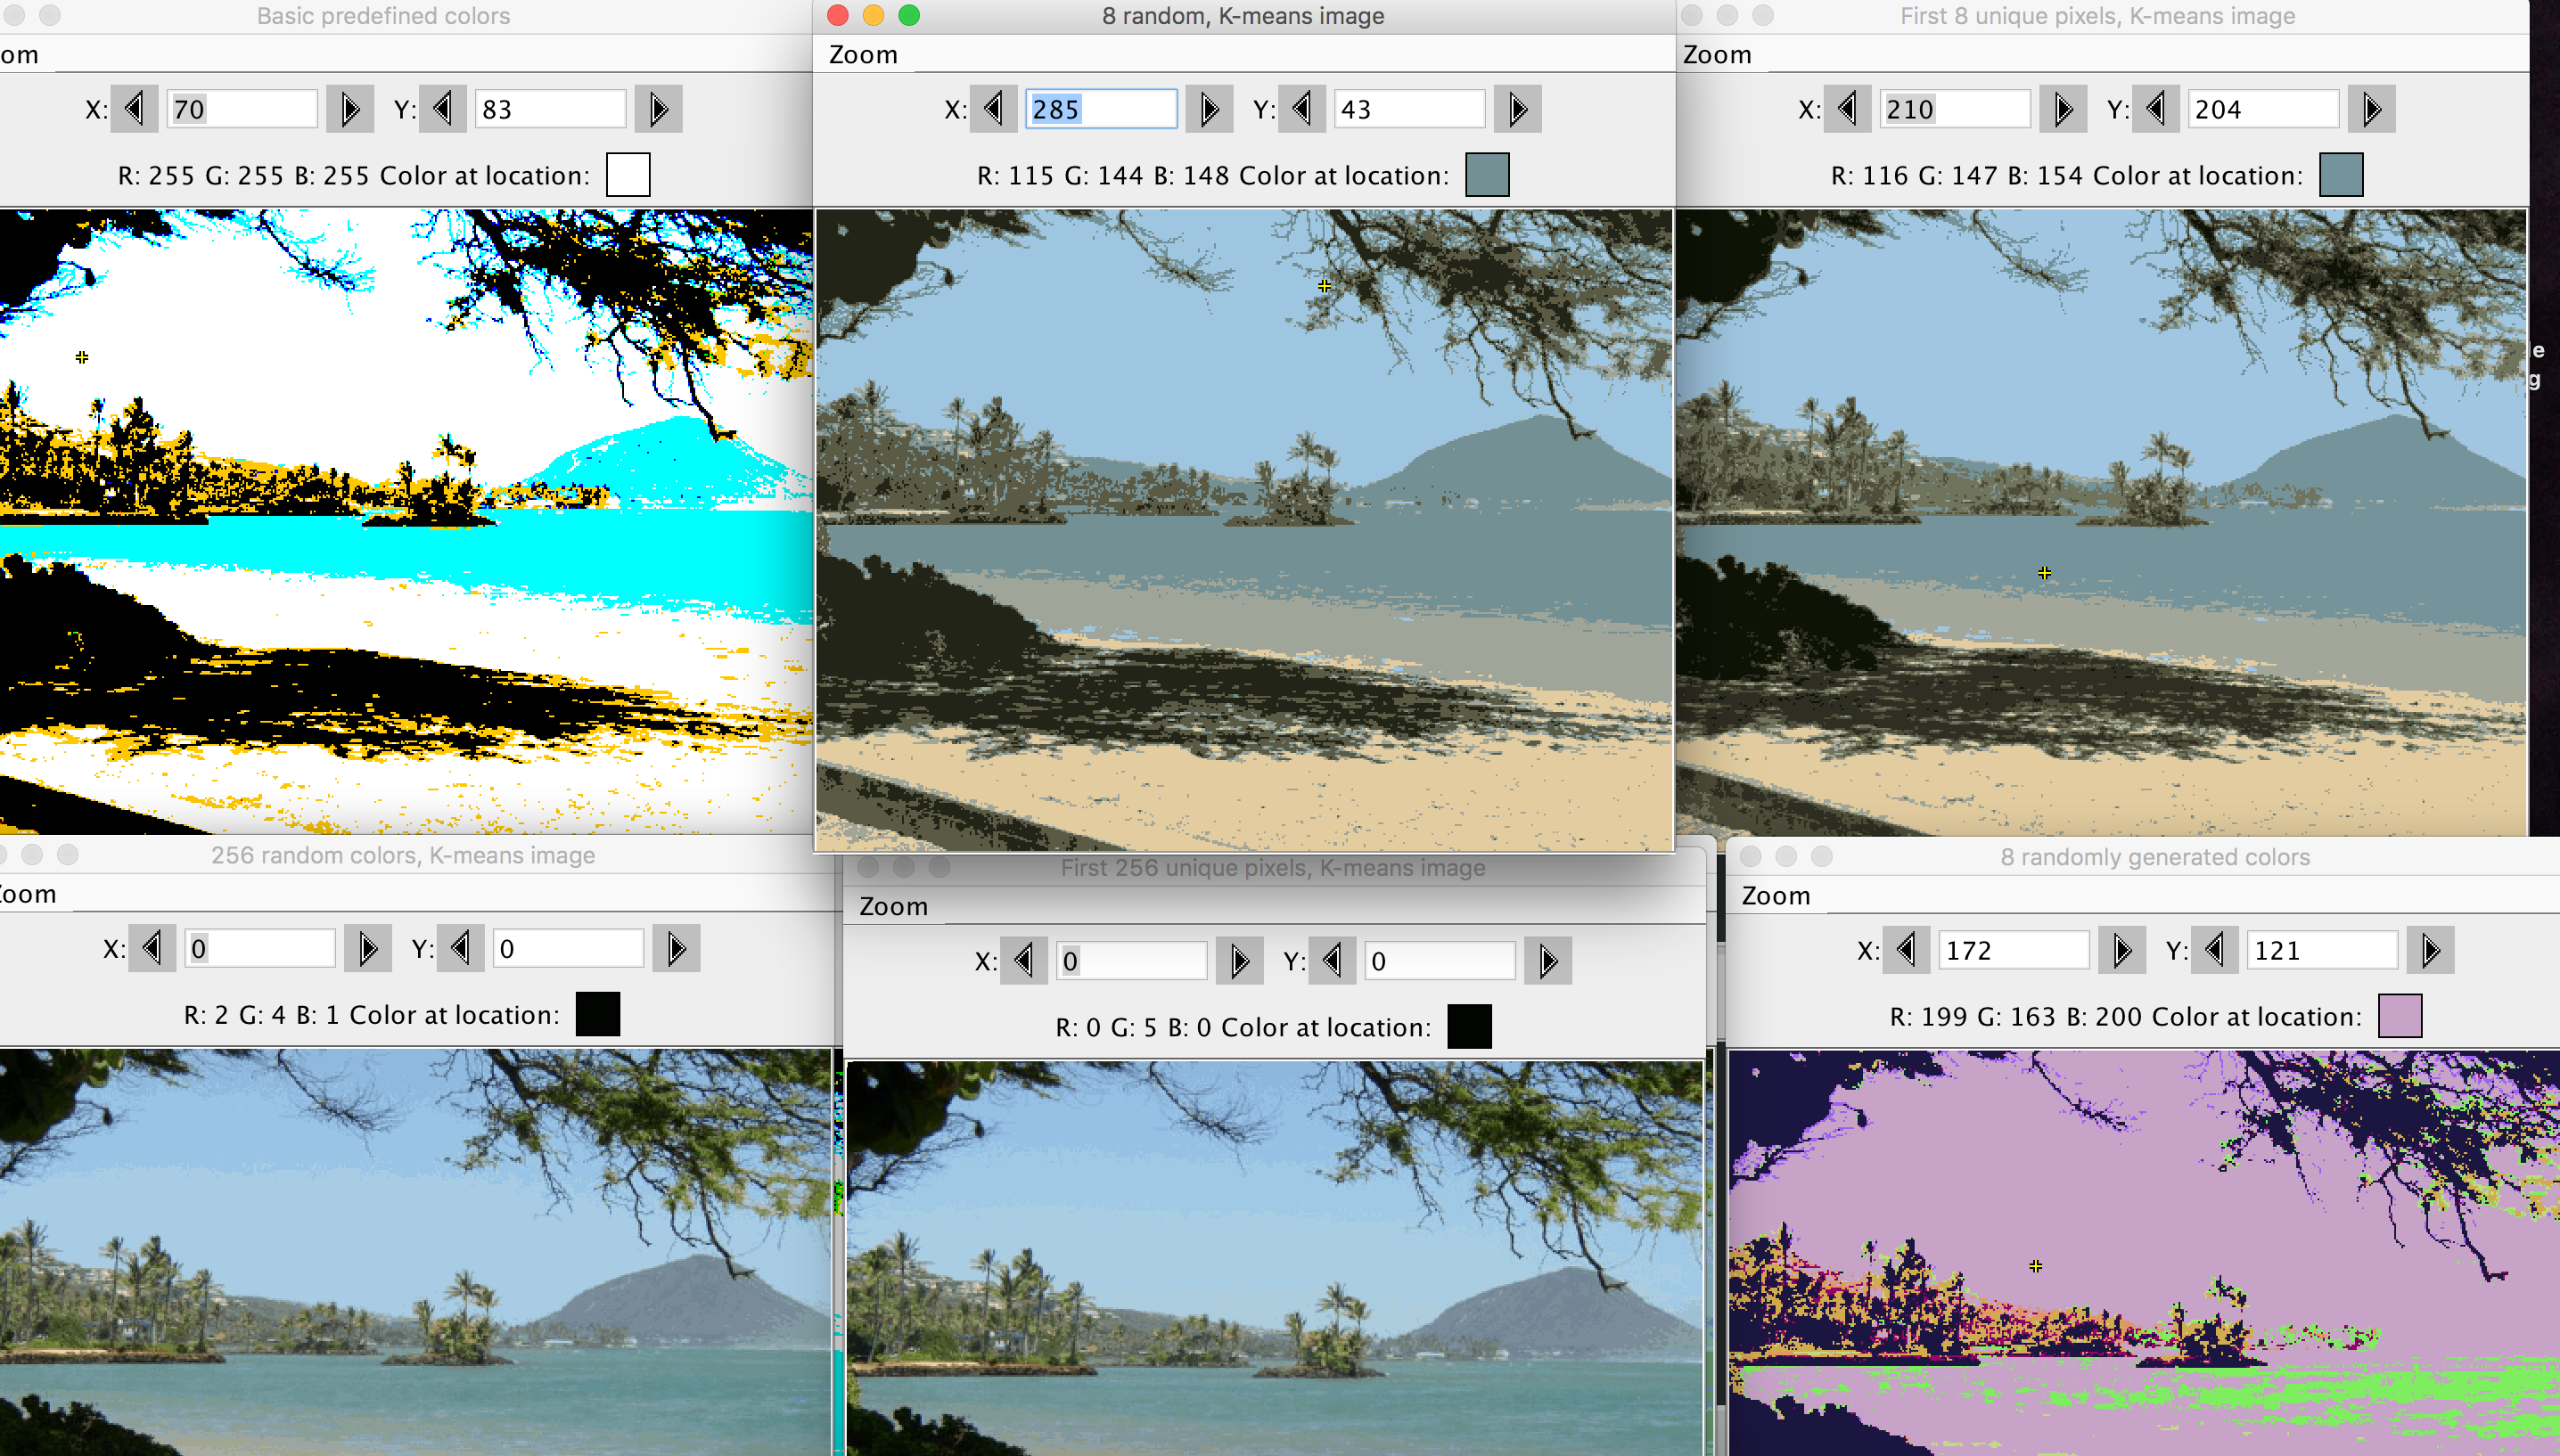 Basic predefined colors
om
X: 70 Y: 83
R: 255 G: 255 B: 255 Color at location:
8 random, K-means image
Zoom
X: 285 Y: 43
R: 115 G: 144 B: 148 Color at location:
First 8 unique pixels, K-means image
Zoom
X: 210 Y: 204
R: 116 G: 147 B: 154 Color at location:
e
g
256 random colors, K-means image
Zoom
X: 0 Y: 0
R: 2 G: 4 B: 1 Color at location:
First 256 unique pixels, K-means image
Zoom
X: 0 Y: 0
R: 0 G: 5 B: 0 Color at location:
8 randomly generated colors
Zoom
X: 172 Y: 121
R: 199 G: 163 B: 200 Color at location: